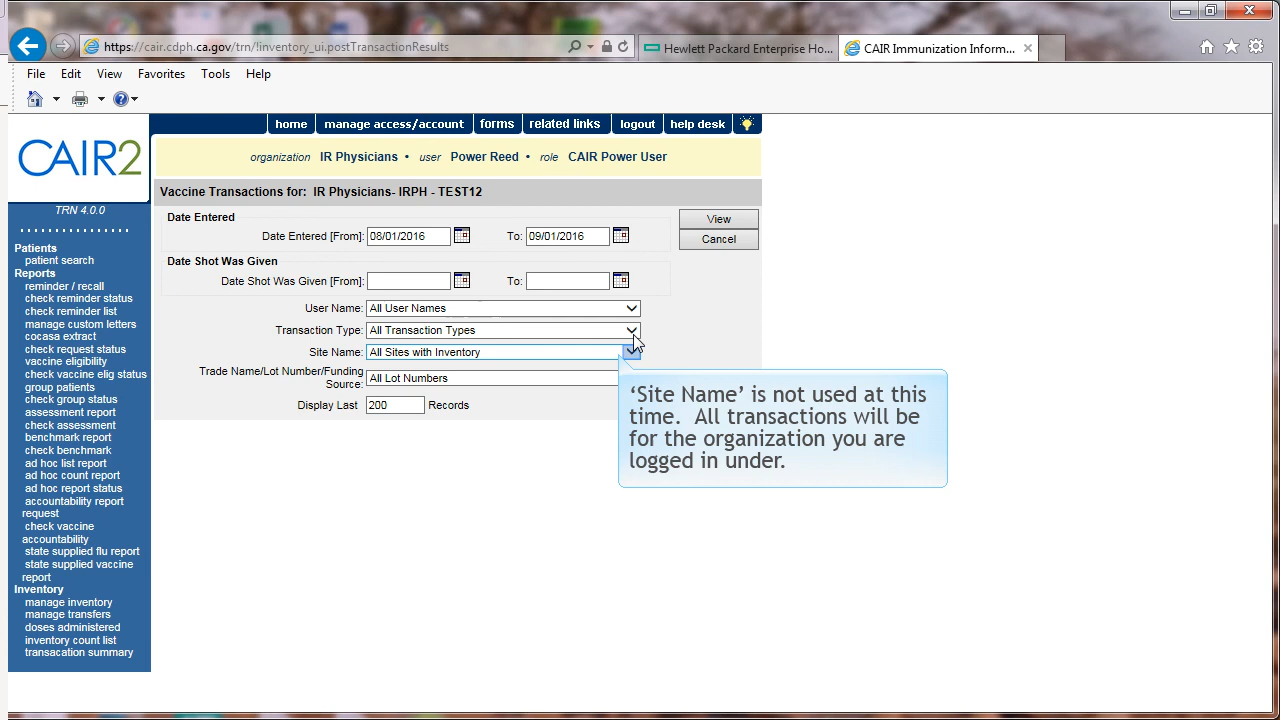 https://cair.cdph.ca.gov/trn/!inventory_ui.postTransactionResults
Hewlett Packard Enterprise Ho...
CAIR Immunization Inform...
File Edit View Favorites Tools Help
home manage access/account forms related links logout help desk
CAIR2
organization IR Physicians • user Power Reed • role CAIR Power User
TRN 4.0.0
Patients
patient search
Reports
reminder / recall
check reminder status
check reminder list
manage custom letters
cocasa extract
check request status
vaccine eligibility
check vaccine elig status
group patients
check group status
assessment report
check assessment
benchmark report
check benchmark
ad hoc list report
ad hoc count report
ad hoc report status
accountability report
request
check vaccine
accountability
state supplied flu report
state supplied vaccine
report
Inventory
manage inventory
manage transfers
doses administered
inventory count list
transacation summary
Vaccine Transactions for: IR Physicians- IRPH - TEST12
Date Entered
Date Entered [From]: 08/01/2016 To: 09/01/2016
View
Cancel
Date Shot Was Given
Date Shot Was Given [From]: To:
User Name: All User Names
Transaction Type: All Transaction Types
Site Name: All Sites with Inventory
Trade Name/Lot Number/Funding
Source: All Lot Numbers
Display Last 200 Records
‘Site Name’ is not used at this
time. All transactions will be
for the organization you are
logged in under.